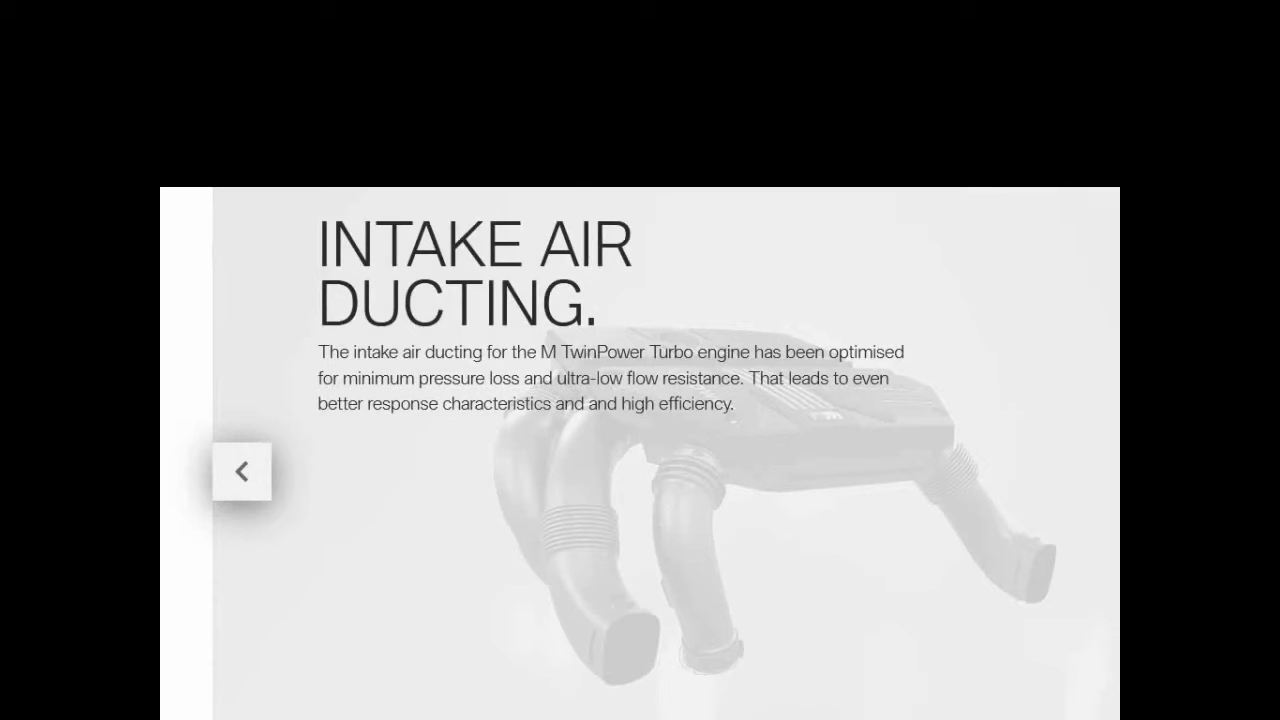 INTAKE AIR
DUCTING.
The intake air ducting for the M TwinPower Turbo engine has been optimised
for minimum pressure loss and ultra-low flow resistance. That leads to even
better response characteristics and and high efficiency.